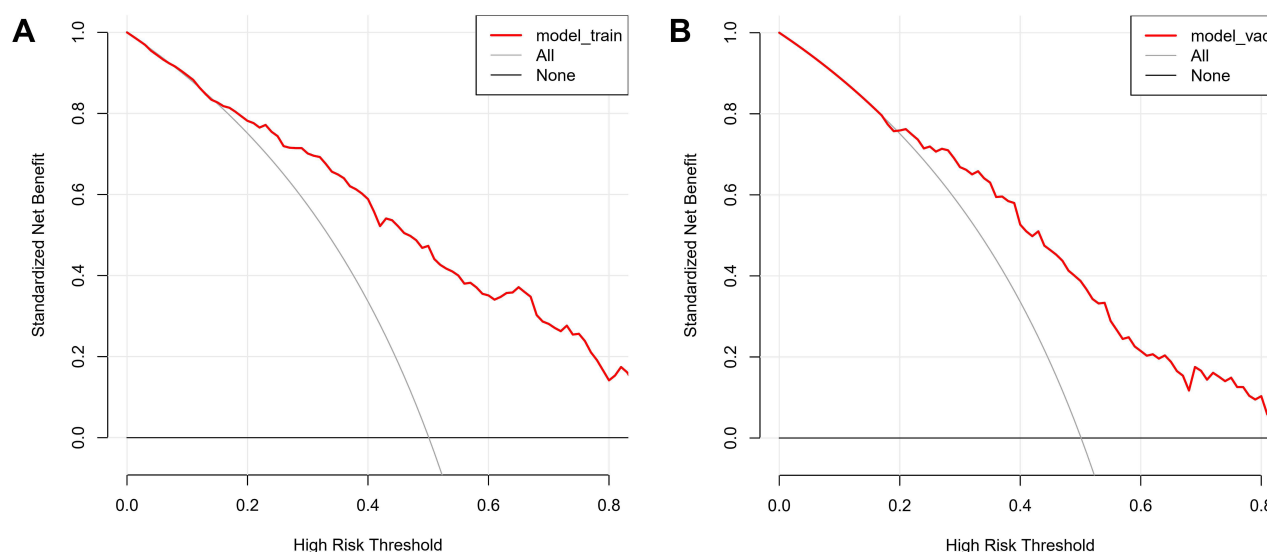 A
model_train
All
None
Standardized Net Benefit
1.0
0.8
0.6
0.4
0.2
0.0
0.0 0.2 0.4 0.6 0.8
High Risk Threshold
B
model_vac
All
None
Standardized Net Benefit
1.0
0.8
0.6
0.4
0.2
0.0
0.0 0.2 0.4 0.6 0.8
High Risk Threshold